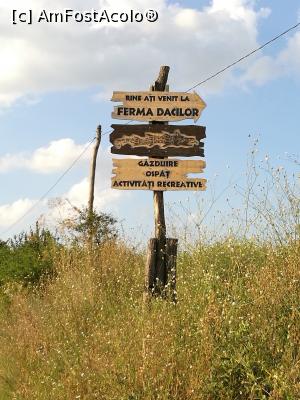 [c] AmFostAcolo®
BINE AȚI VENIT LA
FERMA DACILOR
GĂZDUIRE
OSPĂȚ
ACTIVITĂȚI RECREATIVE